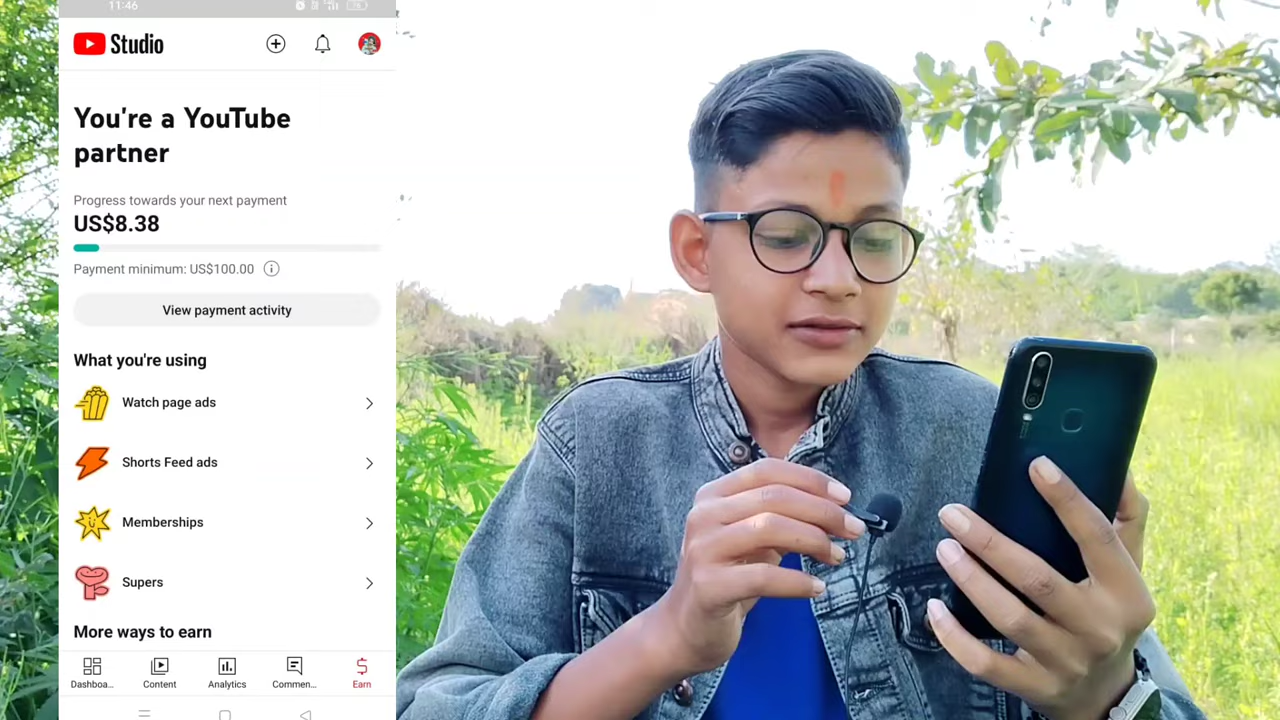 11:46
Studio
You're a YouTube
partner
Progress towards your next payment
US$8.38
Payment minimum: US$100.00
View payment activity
What you're using
Watch page ads
Shorts Feed ads
Memberships
Supers
More ways to earn
Dashboa...
Content
Analytics
Commen...
Earn